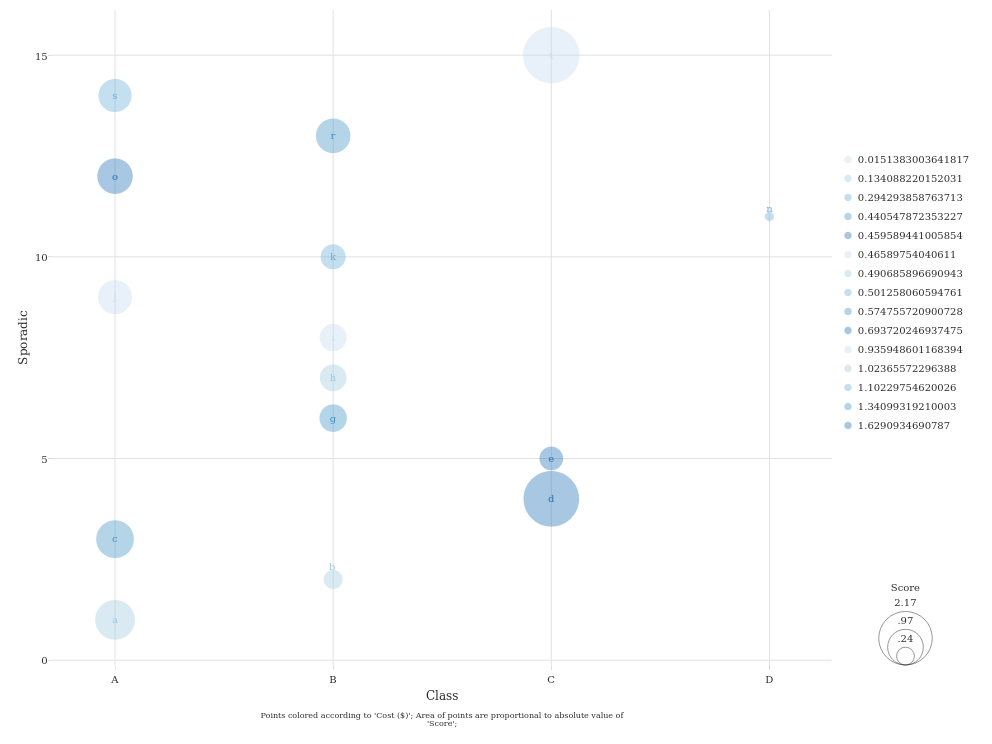 15
s
r
o
n
10
k
h
g
5
e
d
c
b
a
0
A B C D
Sporadic
Class
Points colored according to 'Cost ($)'; Area of points are proportional to absolute value of
'Score';
0.0151383003641817
0.134088220152031
0.294293858763713
0.440547872353227
0.459589441005854
0.46589754040611
0.490685896690943
0.501258060594761
0.574755720900728
0.693720246937475
0.935948601168394
1.02365572296388
1.10229754620026
1.34099319210003
1.6290934690787
Score
2.17
.97
.24